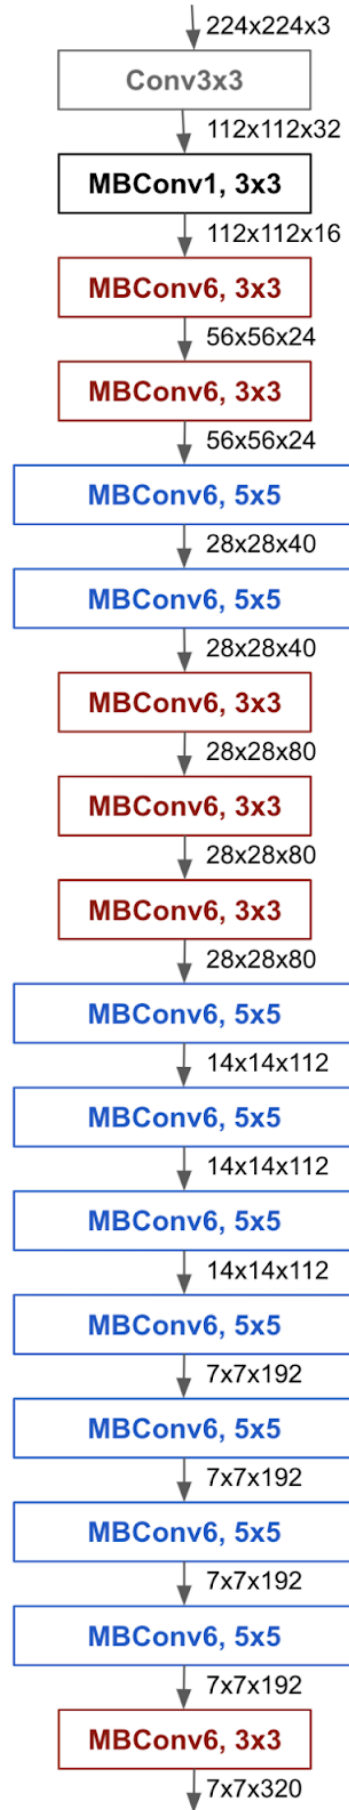 224x224x3
Conv3x3
112x112x32
MBConv1, 3x3
112x112x16
MBConv6, 3x3
56x56x24
MBConv6, 3x3
56x56x24
MBConv6, 5x5
28x28x40
MBConv6, 5x5
28x28x40
MBConv6, 3x3
28x28x80
MBConv6, 3x3
28x28x80
MBConv6, 3x3
28x28x80
MBConv6, 5x5
14x14x112
MBConv6, 5x5
14x14x112
MBConv6, 5x5
14x14x112
MBConv6, 5x5
7x7x192
MBConv6, 5x5
7x7x192
MBConv6, 5x5
7x7x192
MBConv6, 5x5
7x7x192
MBConv6, 3x3
7x7x320